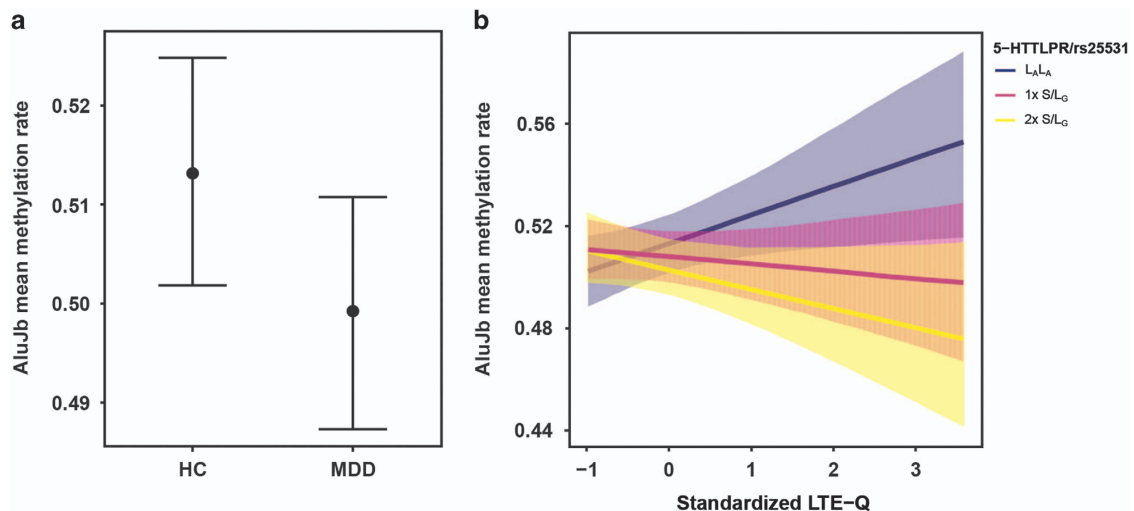 a
AluJb mean methylation rate
0.52
0.51
0.50
0.49
HC
MDD
b
AluJb mean methylation rate
0.56
0.52
0.48
0.44
−1
0
1
2
3
Standardized LTE−Q
5−HTTLPR/rs25531
LALA
1x S/LG
2x S/LG